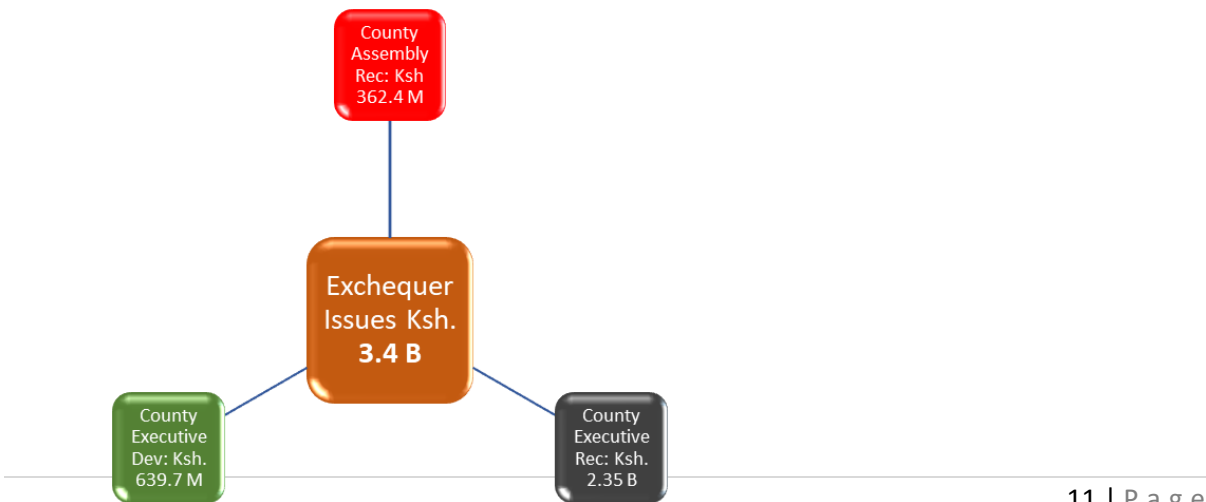 County
Assembly
Rec: Ksh
362.4 M
Exchequer
Issues Ksh.
3.4 B
County
Executive
Dev: Ksh.
639.7 M
County
Executive
Rec: Ksh.
2.35 B
11 | P a g e